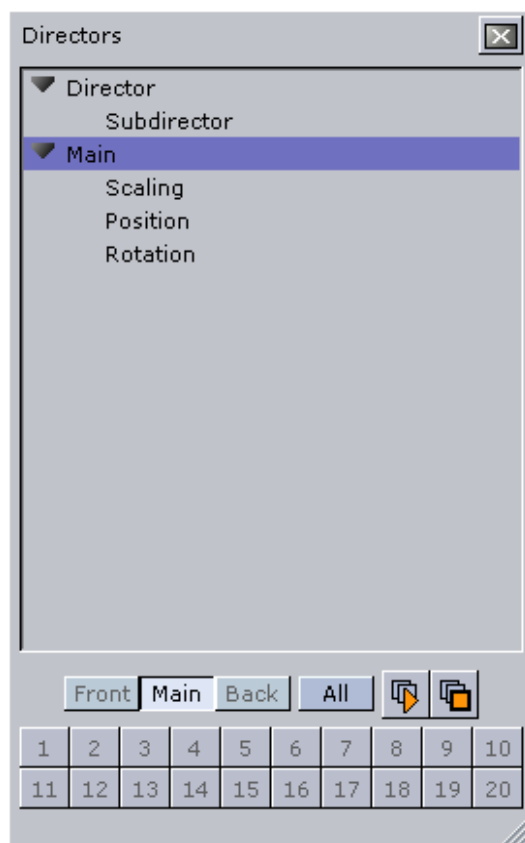 Directors
Director
Subdirector
Main
Scaling
Position
Rotation
Front Main Back All
1 2 3 4 5 6 7 8 9 10
11 12 13 14 15 16 17 18 19 20